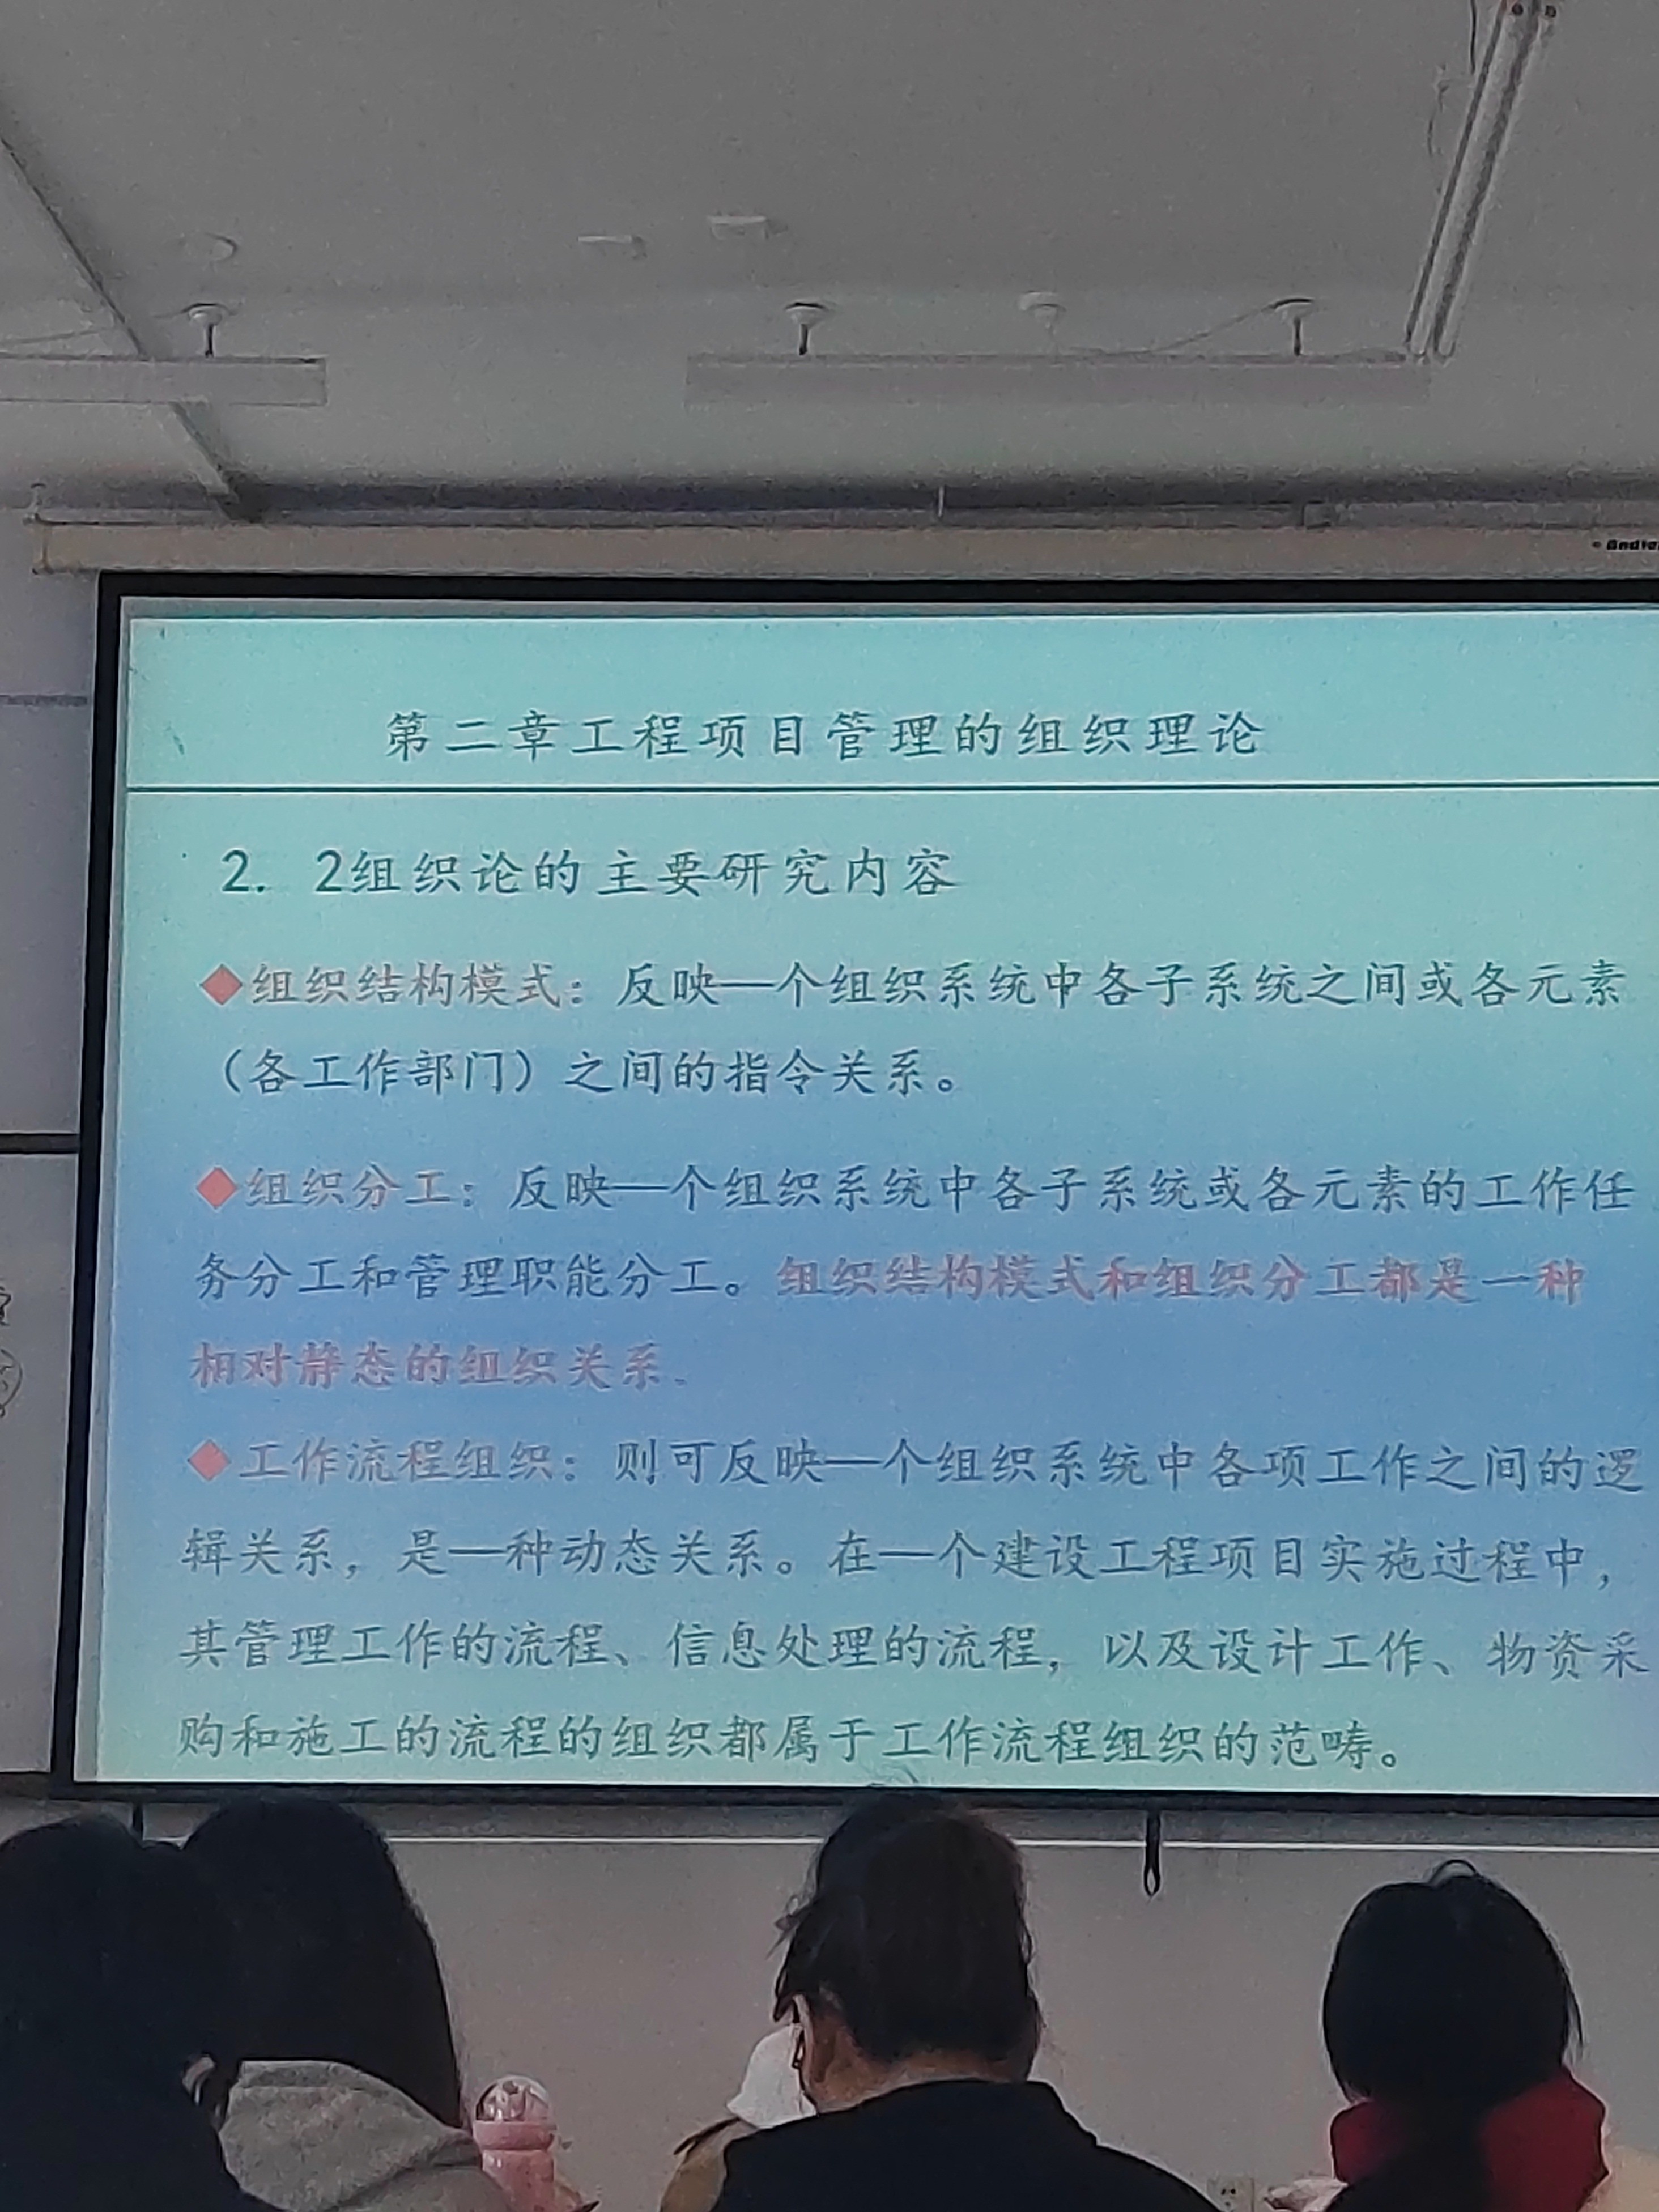 第二章工程项目管理的组织理论
2. 2组织论的主要研究内容
◆组织结构模式：反映一个组织系统中各子系统之间或各元素
（各工作部门）之间的指令关系。
◆组织分工：反映一个组织系统中各子系统或各元素的工作任
务分工和管理职能分工。组织结构模式和组织分工都是一种
相对静态的组织关系。
◆工作流程组织：则可反映一个组织系统中各项工作之间的逻
辑关系，是一种动态关系。在一个建设工程项目实施过程中，
其管理工作的流程、信息处理的流程，以及设计工作、物资采
购和施工的流程的组织都属于工作流程组织的范畴。